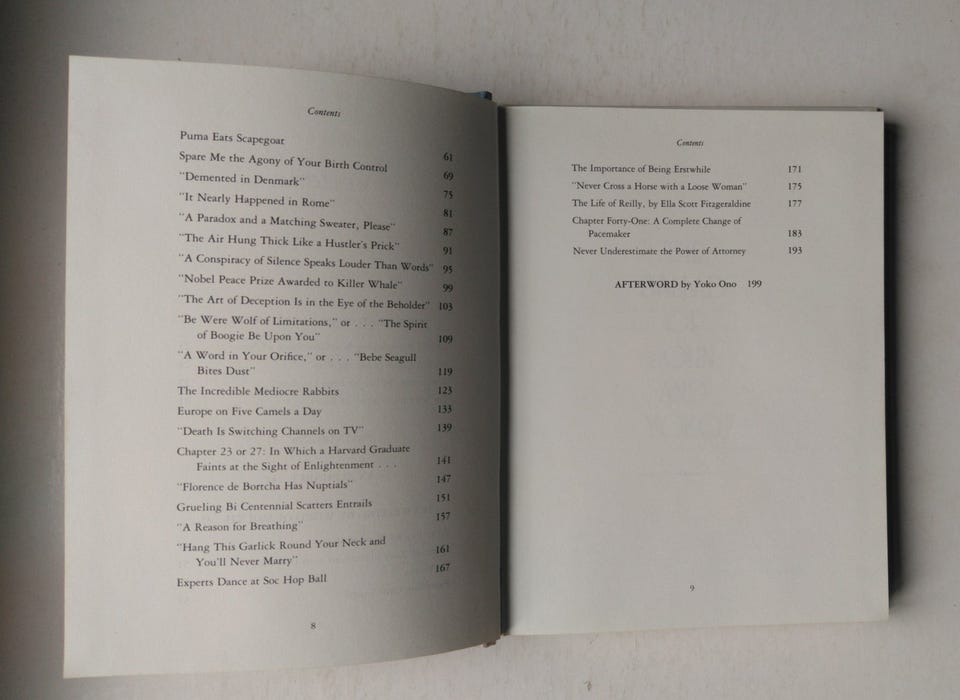 Contents
Puma Eats Scapegoat 61
Spare Me the Agony of Your Birth Control 69
"Demented in Denmark" 75
"It Nearly Happened in Rome" 81
"A Paradox and a Matching Sweater, Please" 87
"The Air Hung Thick Like a Hustler's Prick" 91
"A Conspiracy of Silence Speaks Louder Than Words" 95
"Nobel Peace Prize Awarded to Killer Whale" 99
"The Art of Deception Is in the Eye of the Beholder" 103
"Be Were Wolf of Limitations," or . . . "The Spirit
of Boogie Be Upon You" 109
"A Word in Your Orifice," or . . . "Bebe Seagull
Bites Dust" 119
The Incredible Mediocre Rabbits 123
Europe on Five Camels a Day 133
"Death Is Switching Channels on TV" 139
Chapter 23 or 27: In Which a Harvard Graduate
Faints at the Sight of Enlightenment . . . 141
"Florence de Bortcha Has Nuptials" 147
Grueling Bi Centennial Scatters Entrails 151
"A Reason for Breathing" 157
"Hang This Garlick Round Your Neck and
You'll Never Marry" 161
Experts Dance at Soc Hop Ball 167
8
Contents
The Importance of Being Erstwhile 171
"Never Cross a Horse with a Loose Woman" 175
The Life of Reilly, by Ella Scott Fitzgeraldine 177
Chapter Forty-One: A Complete Change of
Pacemaker 183
Never Underestimate the Power of Attorney 193
AFTERWORD by Yoko Ono 199
9